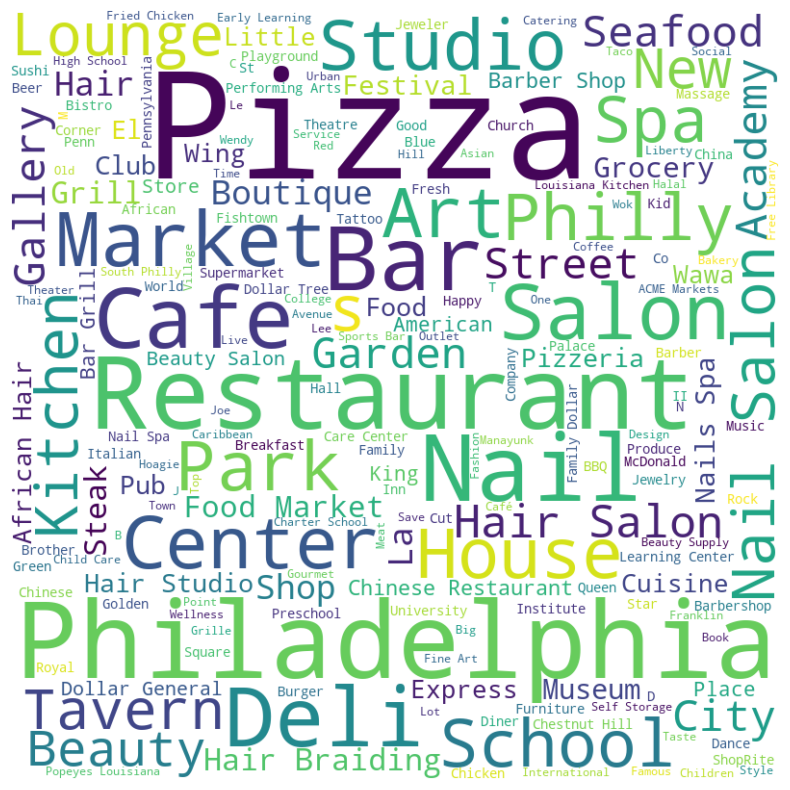 Fried Chicken
Early Learning
Jeweler
Catering
Lounge
Little
Studio
Seafood
High School
Playground
C
St
Taco
Social
Sushi
Hair
Pizza
Urban
New
Beer
Pennsylvania
Performing Arts
Le
Barber Shop
Massage
Bistro
Festival
Spa
M
Corner
El
Theatre
Good
Church
Penn
Wing
Wendy
Service
Blue
Liberty
China
Academy
Gallery
Club
Time
Red
Hill
Asian
Grocery
Old
Grill
Store
Boutique
Art
Philly
Louisiana Kitchen
Halal
Free Library
African
Fishtown
Tattoo
Fresh
Wok
Kid
Market
Bar
Street
Coffee
Co
Bakery
South Philly
Village
Supermarket
Wawa
Theater
World
Dollar Tree
s
Food
Happy
T
One
ACME Markets
Thai
Cafe
College
American
Salon
Kitchen
Bar Grill
Avenue
Live
Lee
Sports Bar
Outlet
Palace
Barber
Beauty Salon
Garden
Company
Pizzeria
Nail Salon
Restaurant
Hall
II
N
African Hair
Joe
Family Dollar
Nails Spa
Music
Nail Spa
Caribbean
Breakfast
Care Center
Manayunk
Design
Italian
Family
Nail
Fashion
Produce
Hoagie
Park
King
BBQ
McDonald
Steak
Pub
Top
J
Inn
Café
Jewelry
Rock
Food Market
Town
Charter School
La
Save
Cut
Hair Salon
B
Meat
Beauty Supply
Brother
Child Care
Center
House
Learning Center
Green
Gourmet
Chinese
Hair Studio
Shop
Chinese Restaurant
Queen
Cuisine
Golden
Point
Wellness
Preschool
University
Institute
Star
Barbershop
Philadelphia
Grille
Big
Franklin
Book
Royal
Square
Fine Art
Dollar General
Burger
Express
Museum
D
Place
Tavern
Deli
Lot
Furniture
Self Storage
City
School
Diner
Chestnut Hill
Taste
Beauty
Hair Braiding
Dance
ShopRite
Popeyes Louisiana
Chicken
International
Famous
Children
Style